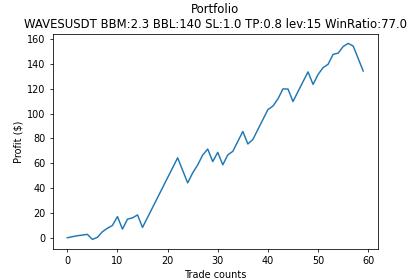 Portfolio
WAVESUSDT BBM:2.3 BBL:140 SL:1.0 TP:0.8 lev:15 WinRatio:77.0
160
140
120
100
80
60
40
20
0
Profit ($)
0 10 20 30 40 50 60
Trade counts